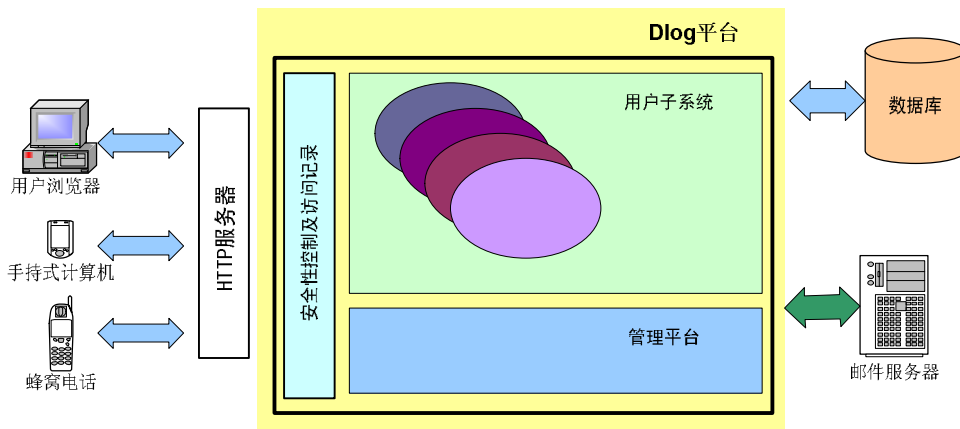 Dlog平台
用户浏览器
手持式计算机
蜂窝电话
HTTP服务器
安全性控制及访问记录
用户子系统
管理平台
数据库
邮件服务器